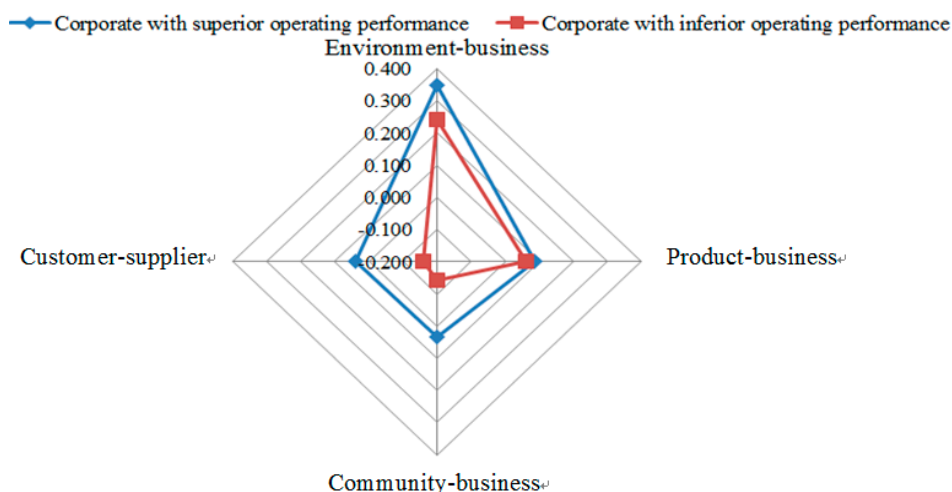 Corporate with superior operating performance
Corporate with inferior operating performance
Environment-business
0.400
0.300
0.200
0.100
0.000
-0.100
-0.200
Customer-supplier
Product-business
Community-business